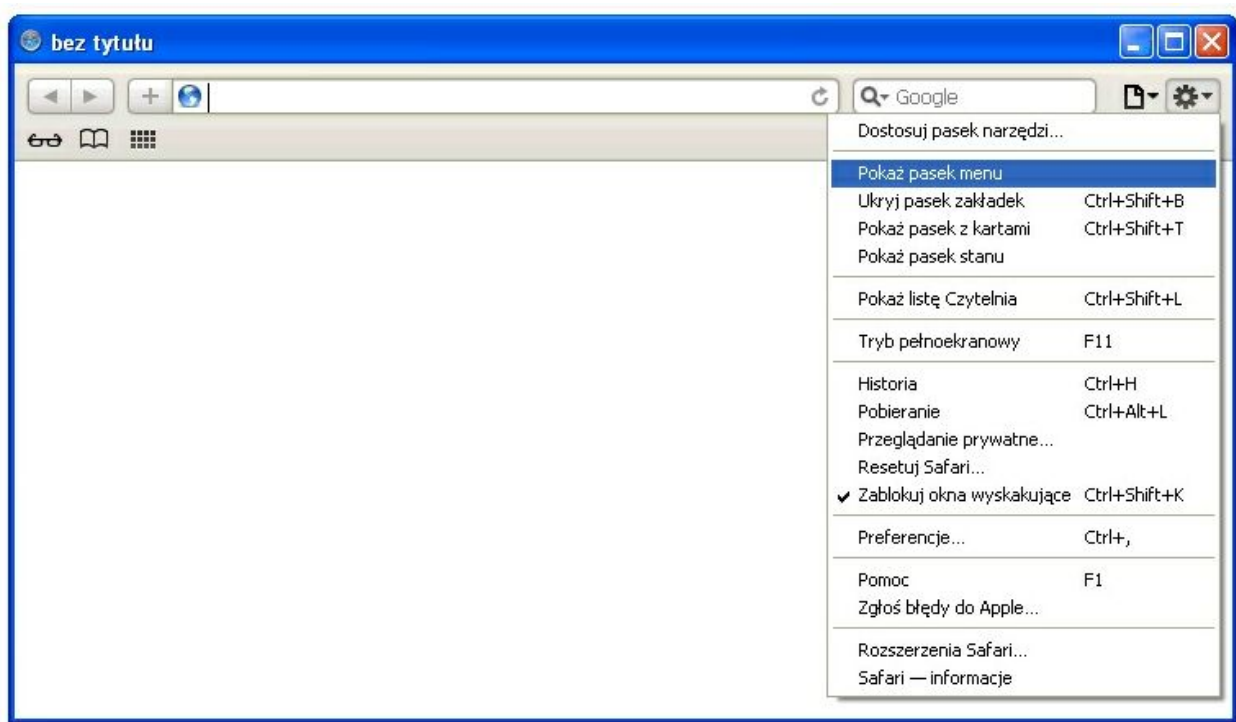 bez tytułu
Google
Dostosuj pasek narzędzi...
Pokaż pasek menu
Ukryj pasek zakładek Ctrl+Shift+B
Pokaż pasek z kartami Ctrl+Shift+T
Pokaż pasek stanu
Pokaż listę Czytelnia Ctrl+Shift+L
Tryb pełnoekranowy F11
Historia Ctrl+H
Pobieranie Ctrl+Alt+L
Przeglądanie prywatne...
Resetuj Safari...
Zablokuj okna wyskakujące Ctrl+Shift+K
Preferencje... Ctrl+,
Pomoc F1
Zgłoś błędy do Apple...
Rozszerzenia Safari...
Safari — informacje